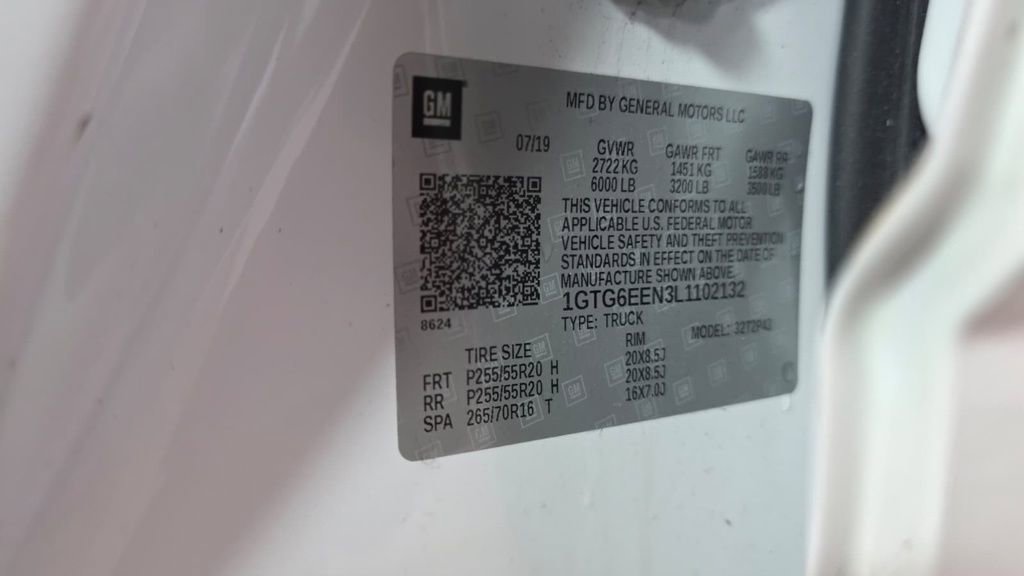 GM
MFD BY GENERAL MOTORS LLC
07/19
GVWR GAWR FRT GAWR RR
2722 KG 1451 KG 1588 KG
6000 LB 3200 LB 3500 LB
THIS VEHICLE CONFORMS TO ALL
APPLICABLE U.S. FEDERAL MOTOR
VEHICLE SAFETY AND THEFT PREVENTION
STANDARDS IN EFFECT ON THE DATE OF
MANUFACTURE SHOWN ABOVE.
1GTG6EEN3L1102132
8624
TYPE: TRUCK MODEL: 32T2P43
TIRE SIZE RIM
FRT P255/55R20 H 20X8.5J
RR P255/55R20 H 20X8.5J
SPA 265/70R16 T 16X7.0J